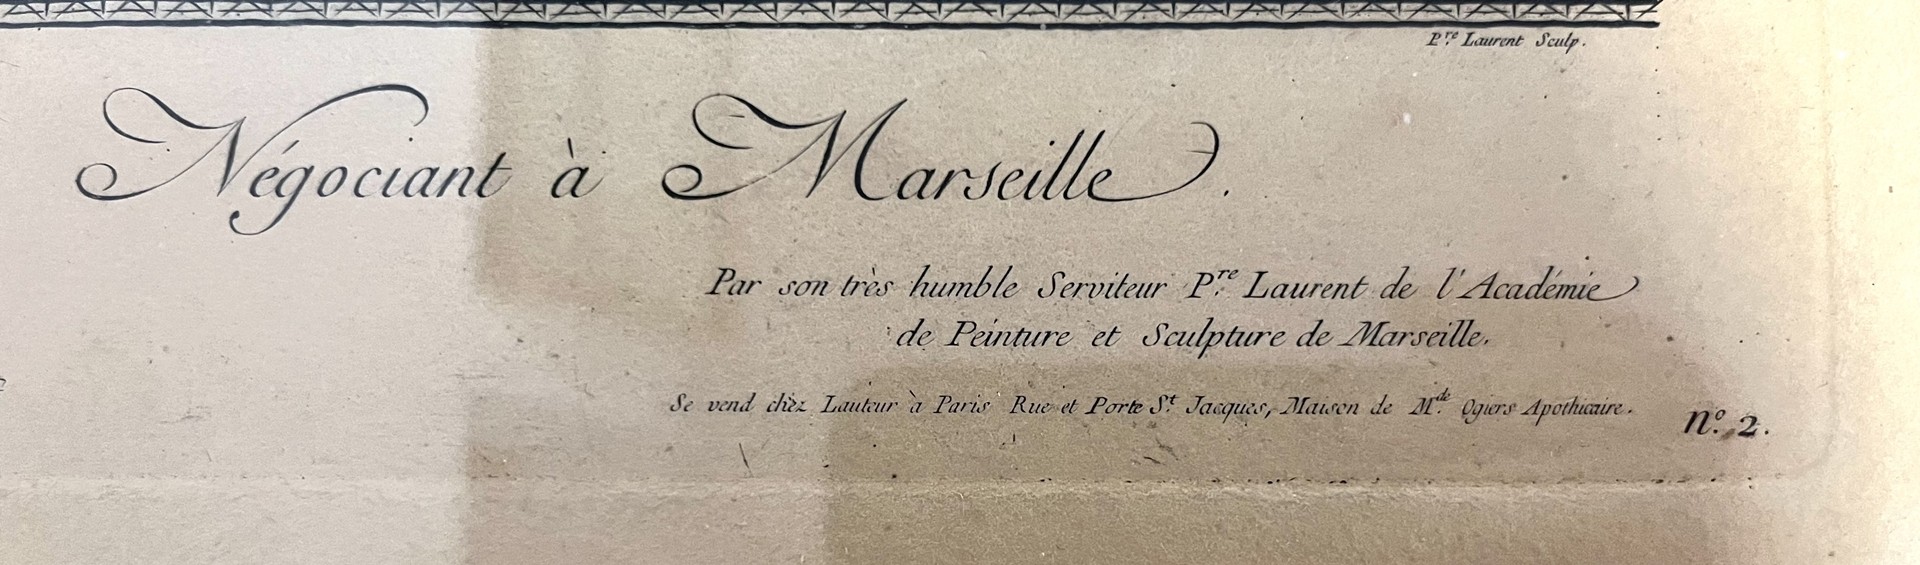 P.re Laurent Sculp.
Négociant à Marseille.
Par son très humble Serviteur P.re Laurent de l'Académie
de Peinture et Sculpture de Marseille.
Se vend chèz Lauteur à Paris Rue et Porte S.t Jacques, Maison de M.de Ogiers Apothicaire.
n.o 2.